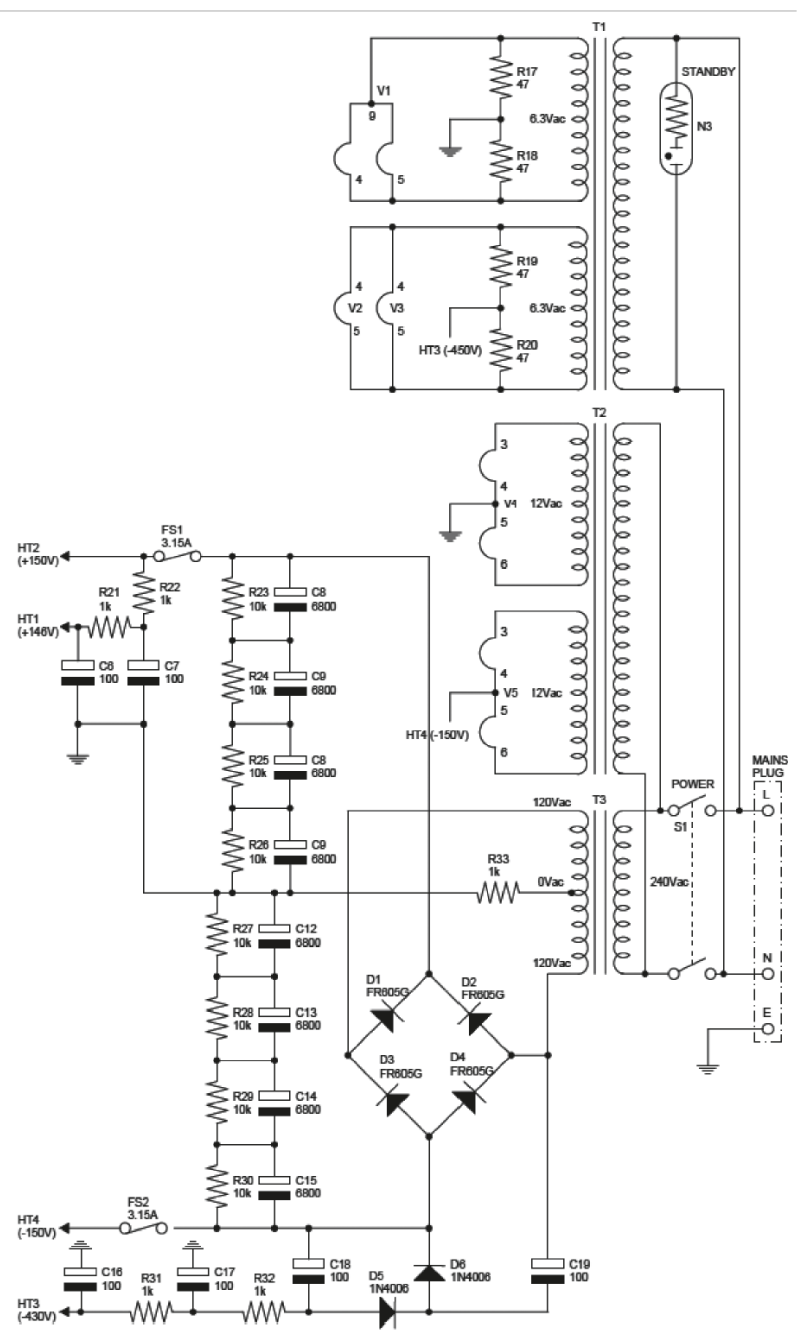 T1
R17
47
STANDBY
V1
9
6.3Vac
N3
R18
47
4
5
R19
47
4
4
V2
V3
6.3Vac
5
5
HT3 (-450V)
R20
47
T2
3
4
V4
12Vac
5
6
FS1
3.15A
HT2
(+150V)
R21
1k
R22
1k
R23
10k
C8
6800
HT1
(+146V)
3
C6
100
C7
100
R24
10k
C9
6800
4
V5
12Vac
5
HT4 (-150V)
6
R25
10k
C8
6800
MAINS
PLUG
POWER
L
120Vac
T3
S1
R26
10k
C9
6800
R33
1k
0Vac
240Vac
R27
10k
C12
6800
120Vac
N
D1
FR605G
D2
FR605G
R28
10k
C13
6800
E
D3
FR605G
D4
FR605G
R29
10k
C14
6800
R30
10k
C15
6800
FS2
3.15A
HT4
(-150V)
C16
100
R31
1k
C17
100
R32
1k
C18
100
D5
1N4006
D6
1N4006
C19
100
HT3
(-430V)